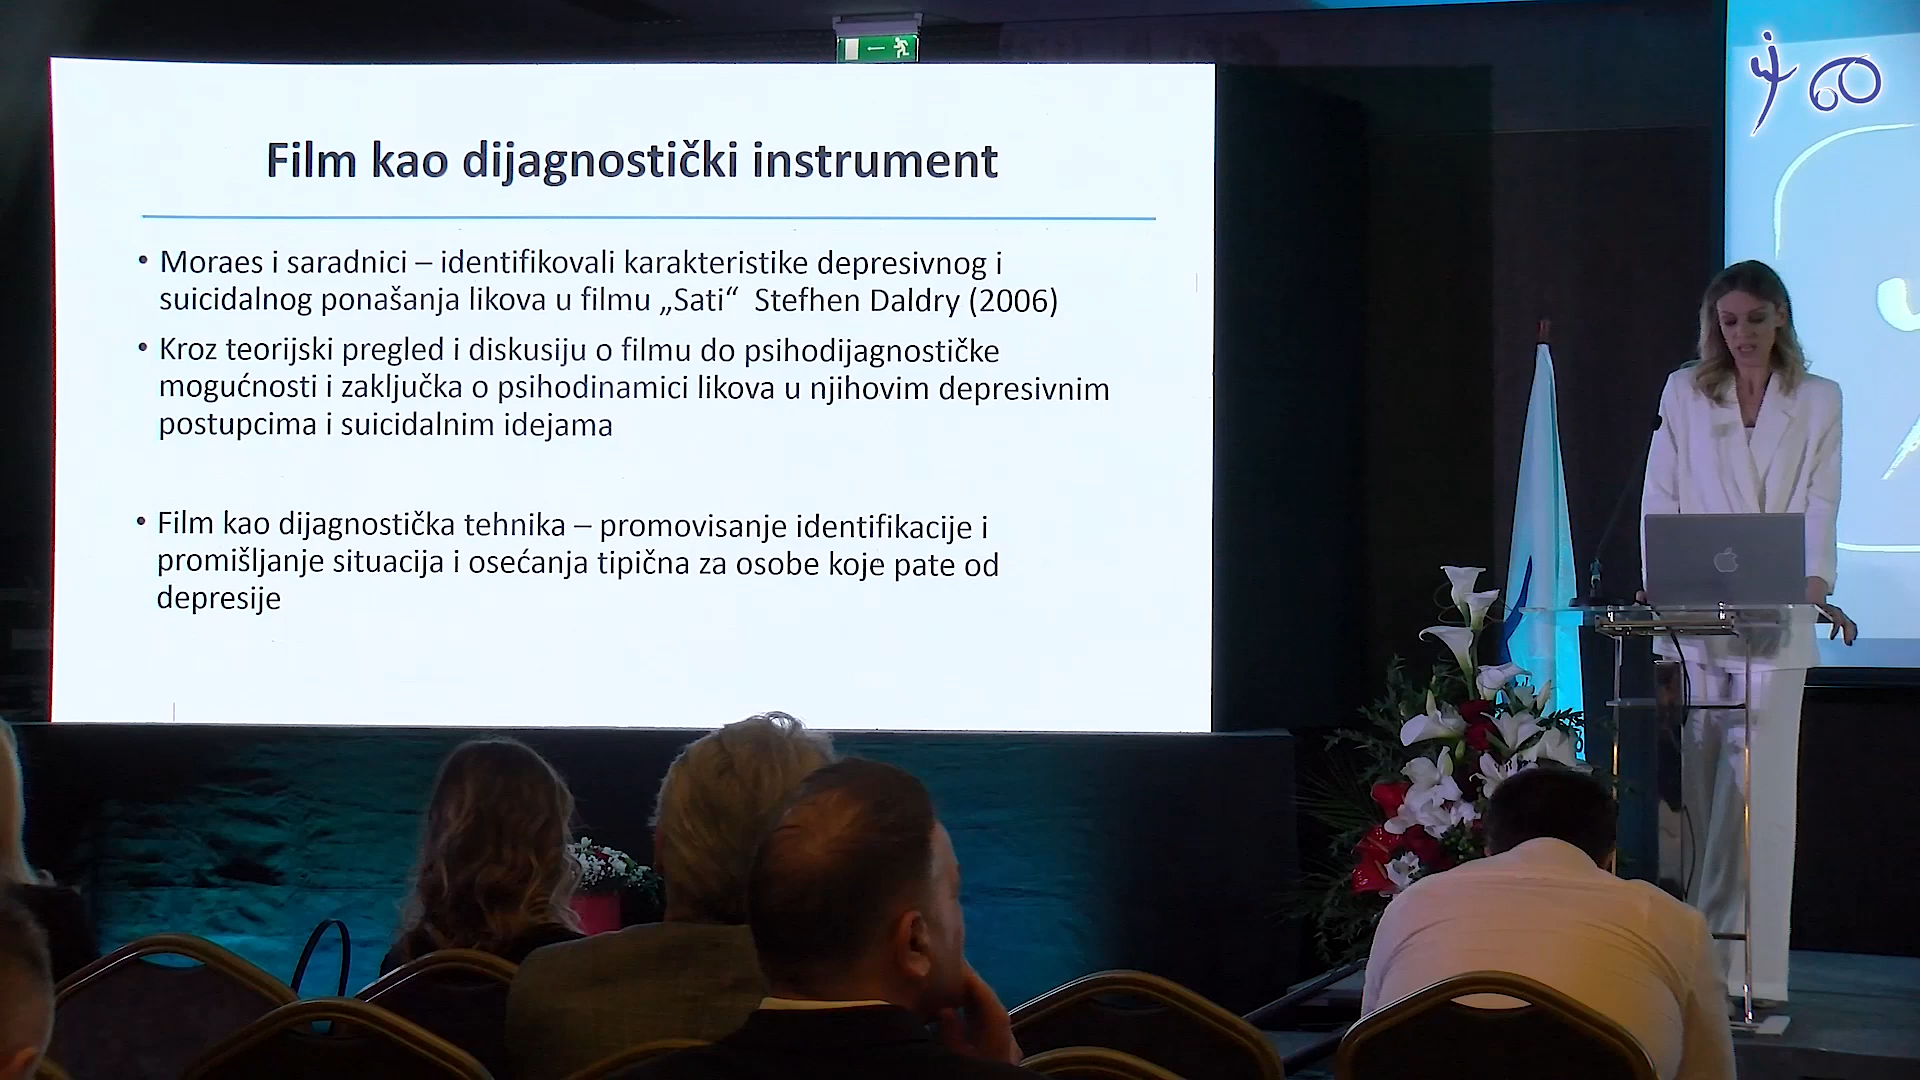 Film kao dijagnostički instrument
• Moraes i saradnici – identifikovali karakteristike depresivnog i
suicidalnog ponašanja likova u filmu „Sati“ Stefhen Daldry (2006)
• Kroz teorijski pregled i diskusiju o filmu do psihodijagnostičke
mogućnosti i zaključka o psihodinamici likova u njihovim depresivnim
postupcima i suicidalnim idejama
• Film kao dijagnostička tehnika – promovisanje identifikacije i
promišljanje situacija i osećanja tipična za osobe koje pate od
depresije
60